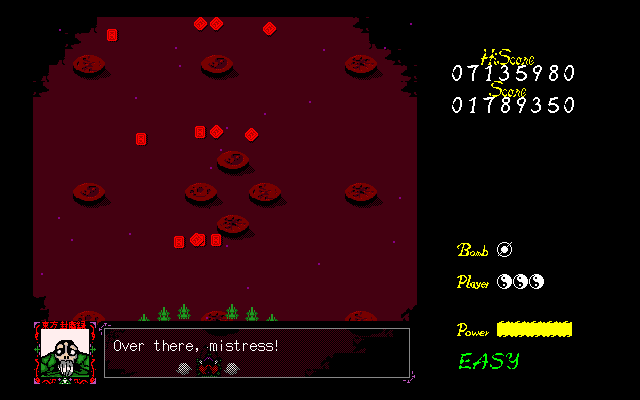 HiScore
07135980
Score
01789350
Bomb
Player
Power
EASY
Over there, mistress!